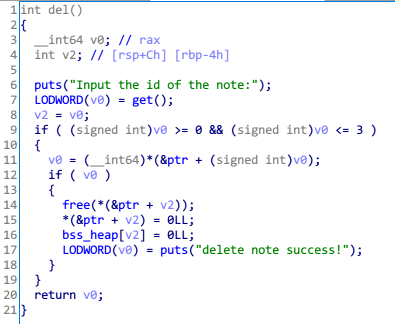 1 int del()
2 {
3   __int64 v0; // rax
4   int v2; // [rsp+Ch] [rbp-4h]
5
6   puts("Input the id of the note:");
7   LODWORD(v0) = get();
8   v2 = v0;
9   if ( (signed int)v0 >= 0 && (signed int)v0 <= 3 )
10   {
11     v0 = (__int64)*(&ptr + (signed int)v0);
12     if ( v0 )
13     {
14       free(*(&ptr + v2));
15       *(&ptr + v2) = 0LL;
16       bss_heap[v2] = 0LL;
17       LODWORD(v0) = puts("delete note success!");
18     }
19   }
20   return v0;
21 }